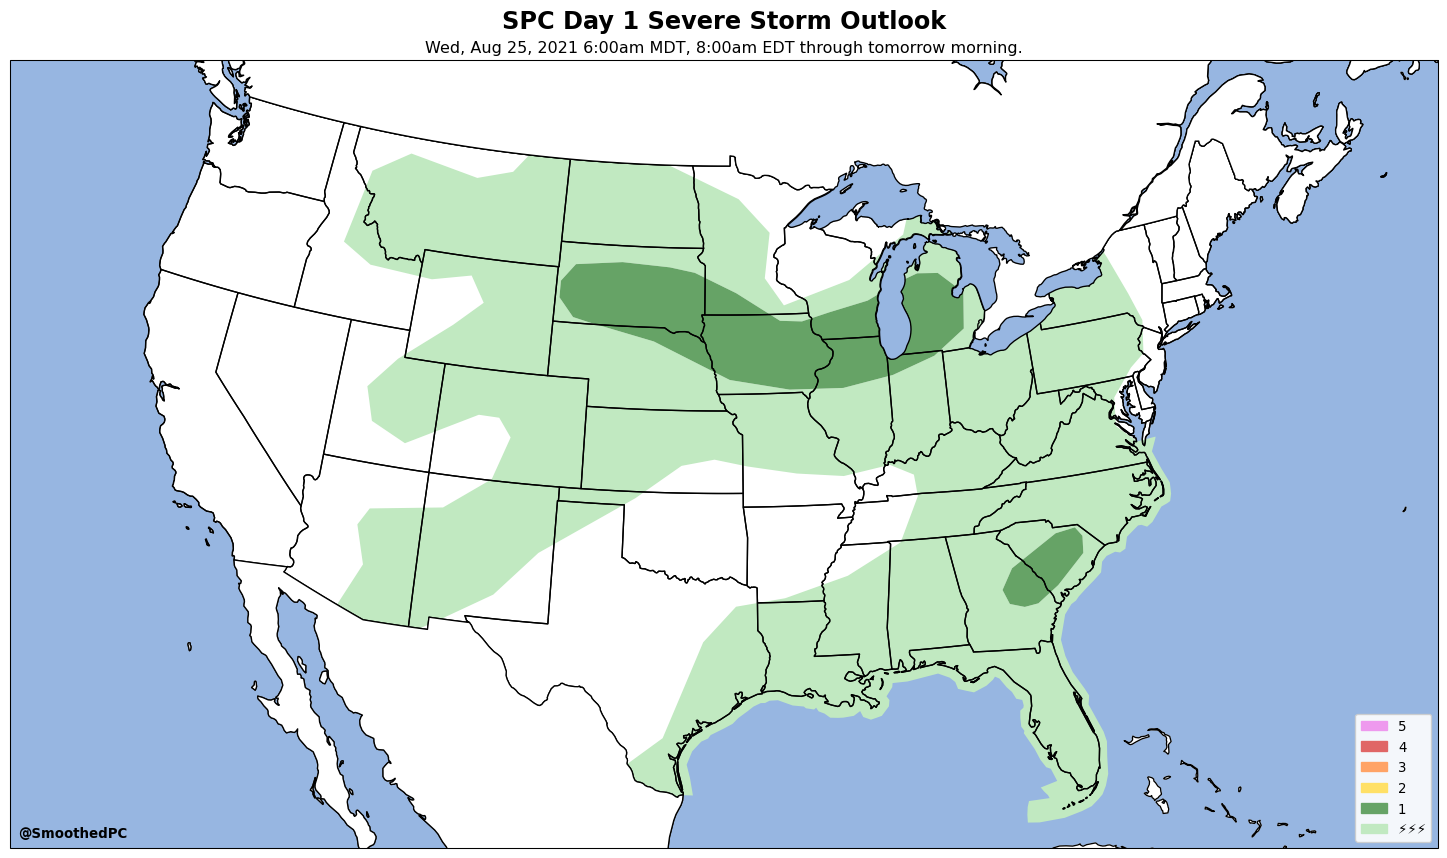 SPC Day 1 Severe Storm Outlook
Wed, Aug 25, 2021 6:00am MDT, 8:00am EDT through tomorrow morning.
5
4
3
2
1
⚡⚡⚡
@SmoothedPC